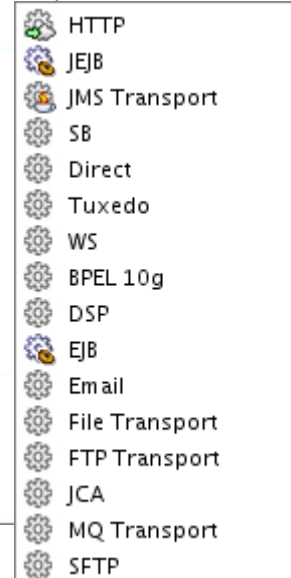 HTTP
JEJB
JMS Transport
SB
Direct
Tuxedo
WS
BPEL 10g
DSP
EJB
Email
File Transport
FTP Transport
JCA
MQ Transport
SFTP